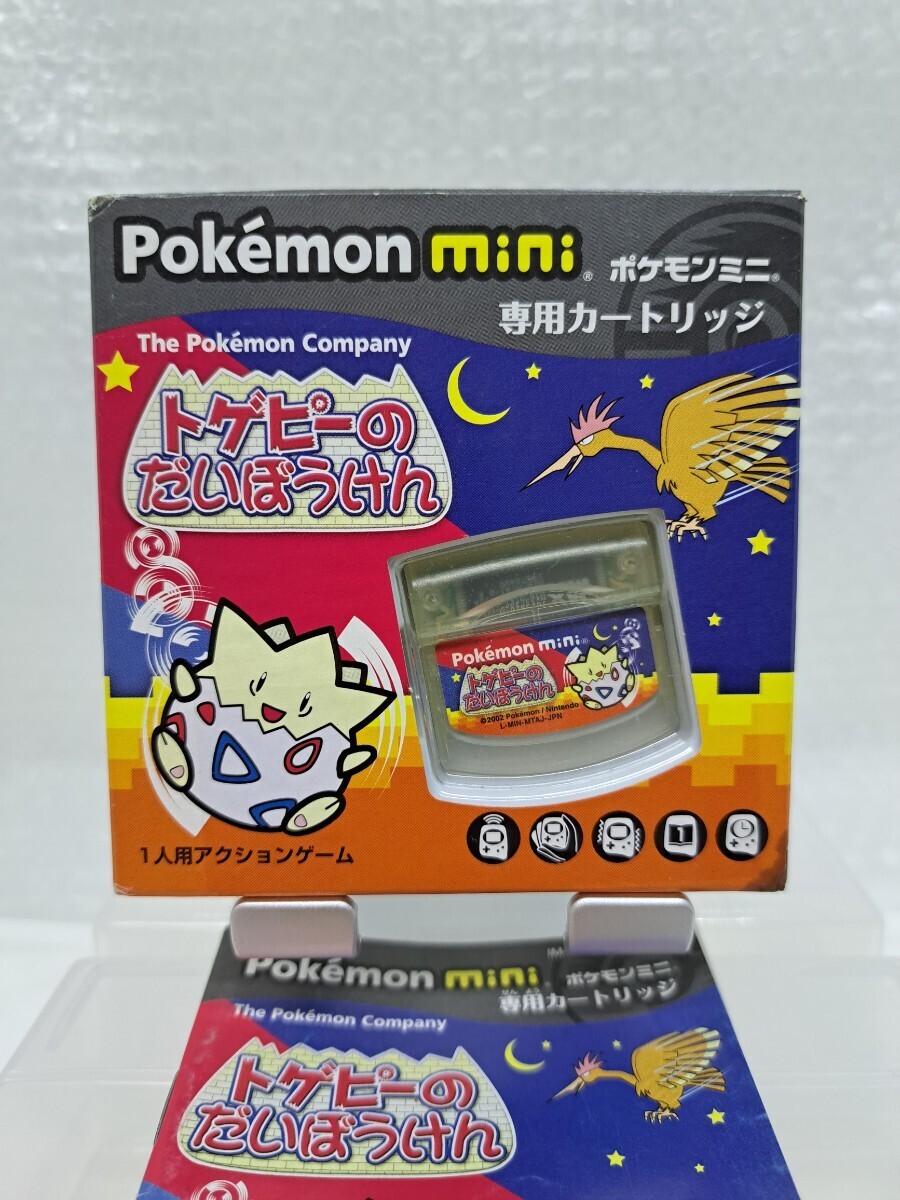 Pokémon mini® ポケモンミニ®
専用カートリッジ
The Pokémon Company
トゲピーの
だいぼうけん
Pokémon mini®
トゲピーの
だいぼうけん
©2002 Pokémon / Nintendo
L-MIN-MTAJ-JPN
1
1人用アクションゲーム
Pokémon mini ポケモンミニ
専用カートリッジ
The Pokémon Company
トゲピーの
だいぼうけん